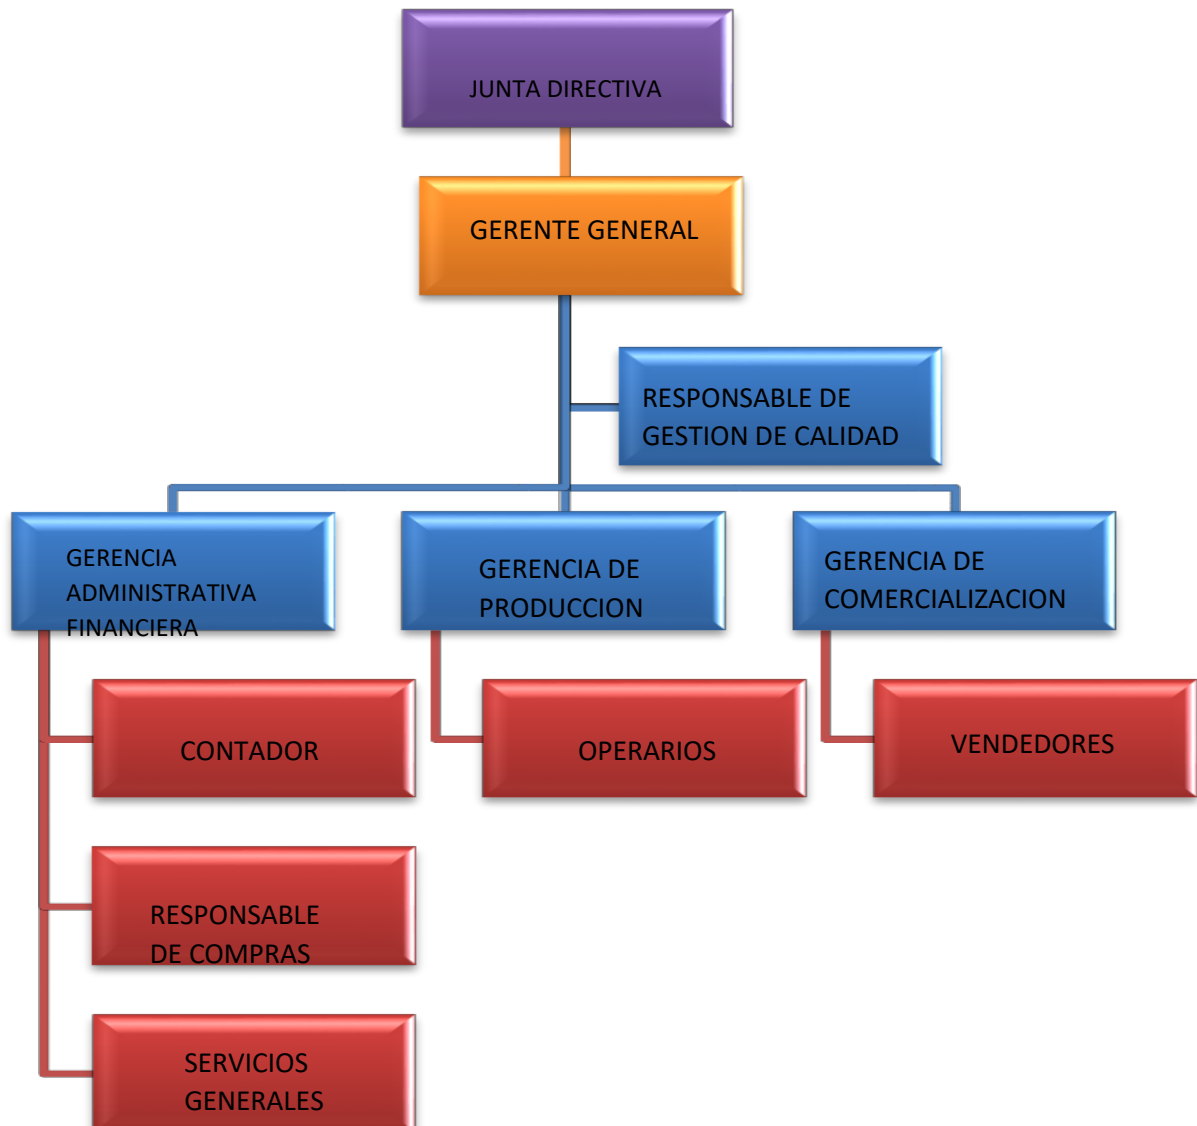 JUNTA DIRECTIVA
GERENTE GENERAL
RESPONSABLE DE
GESTION DE CALIDAD
GERENCIA
ADMINISTRATIVA
FINANCIERA
GERENCIA DE
PRODUCCION
GERENCIA DE
COMERCIALIZACION
CONTADOR
OPERARIOS
VENDEDORES
RESPONSABLE
DE COMPRAS
SERVICIOS
GENERALES